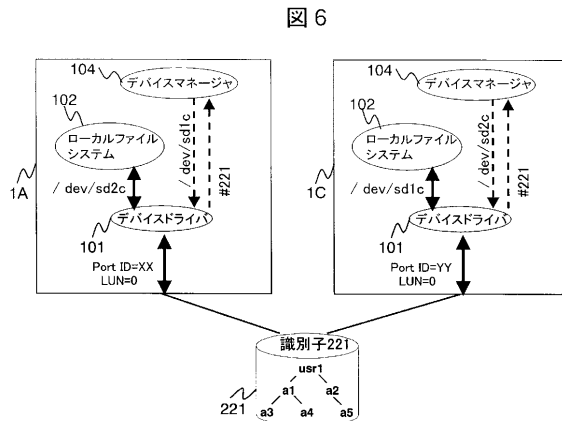 図6
104
デバイスマネージャ
102
ローカルファイル
システム
/dev/sd1c
#221
1A
/dev/sd2c
デバイスドライバ
101
Port ID=XX
LUN=0
104
デバイスマネージャ
102
ローカルファイル
システム
/dev/sd2c
#221
1C
/dev/sd1c
デバイスドライバ
101
Port ID=YY
LUN=0
識別子221
usr1
a1 a2
a3 a4 a5
221